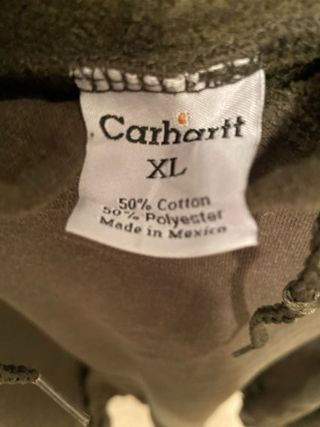 Carhartt
XL
50% Cotton
50% Polyester
Made in Mexico